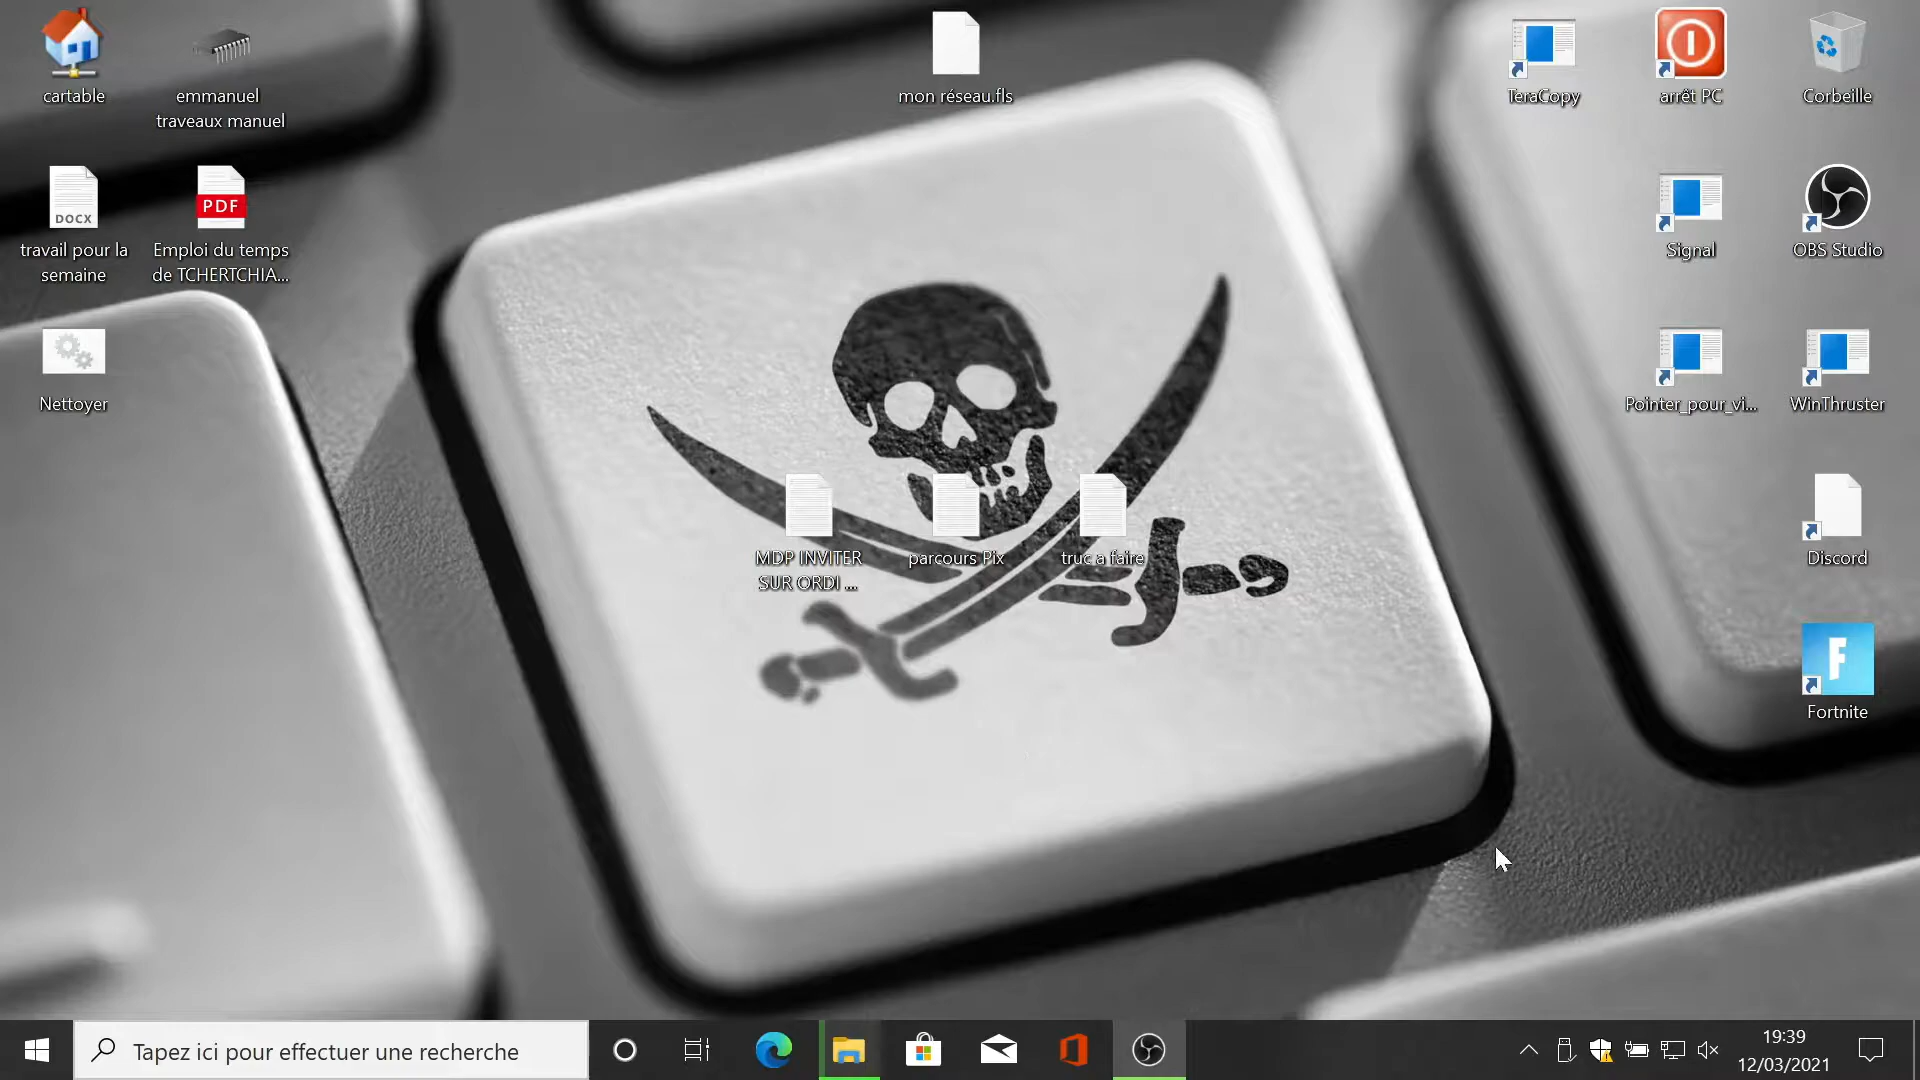 cartable
emmanuel
traveaux manuel
mon réseau.fls
TeraCopy
arrêt PC
Corbeille
DOCX
travail pour la
semaine
PDF
Emploi du temps
de TCHERTCHIA...
Signal
OBS Studio
Nettoyer
Pointer_pour_vi...
WinThruster
MDP INVITER
SUR ORDI ...
parcours Pix
truc a faire
Discord
F
Fortnite
Tapez ici pour effectuer une recherche
19:39
12/03/2021